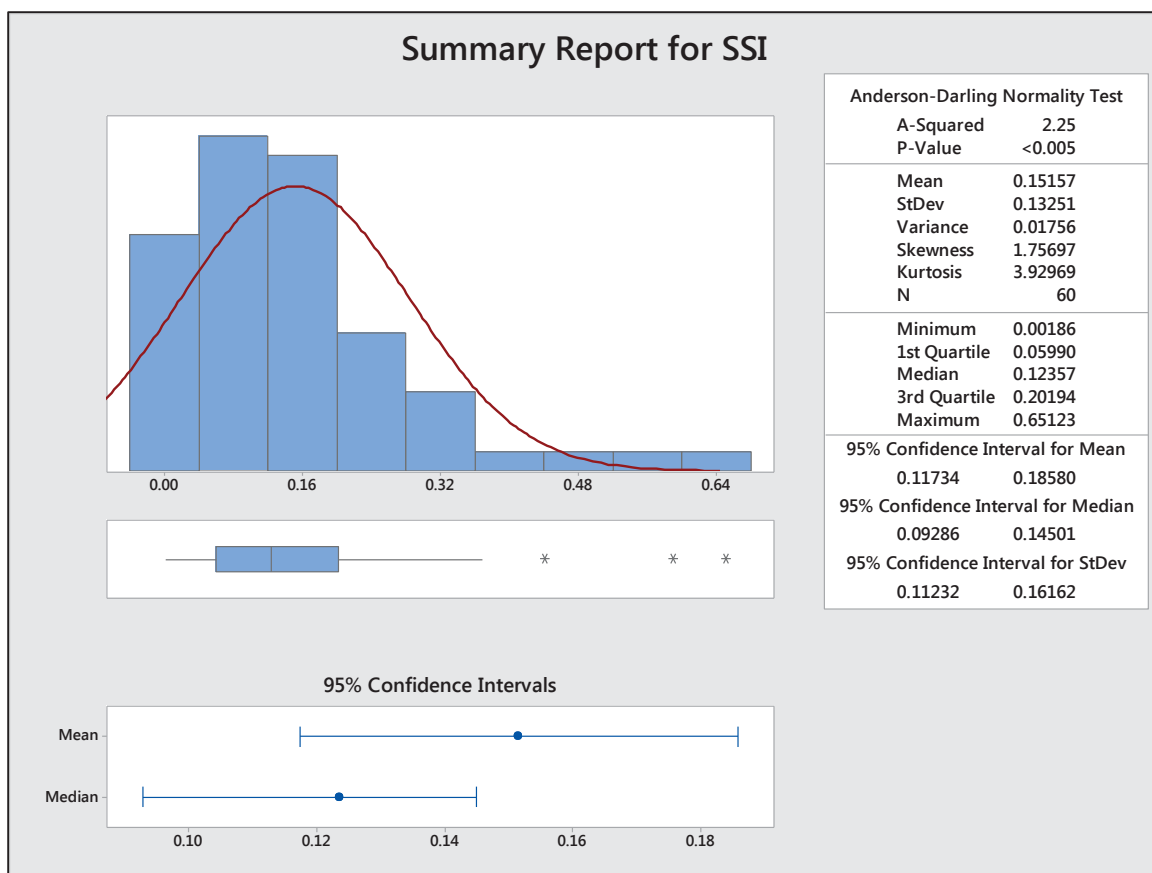 Summary Report for SSI
0.00 0.16 0.32 0.48 0.64
95% Confidence Intervals
Mean
Median
0.10 0.12 0.14 0.16 0.18
Anderson-Darling Normality Test
A-Squared 2.25
P-Value <0.005
Mean 0.15157
StDev 0.13251
Variance 0.01756
Skewness 1.75697
Kurtosis 3.92969
N 60
Minimum 0.00186
1st Quartile 0.05990
Median 0.12357
3rd Quartile 0.20194
Maximum 0.65123
95% Confidence Interval for Mean
0.11734 0.18580
95% Confidence Interval for Median
0.09286 0.14501
95% Confidence Interval for StDev
0.11232 0.16162